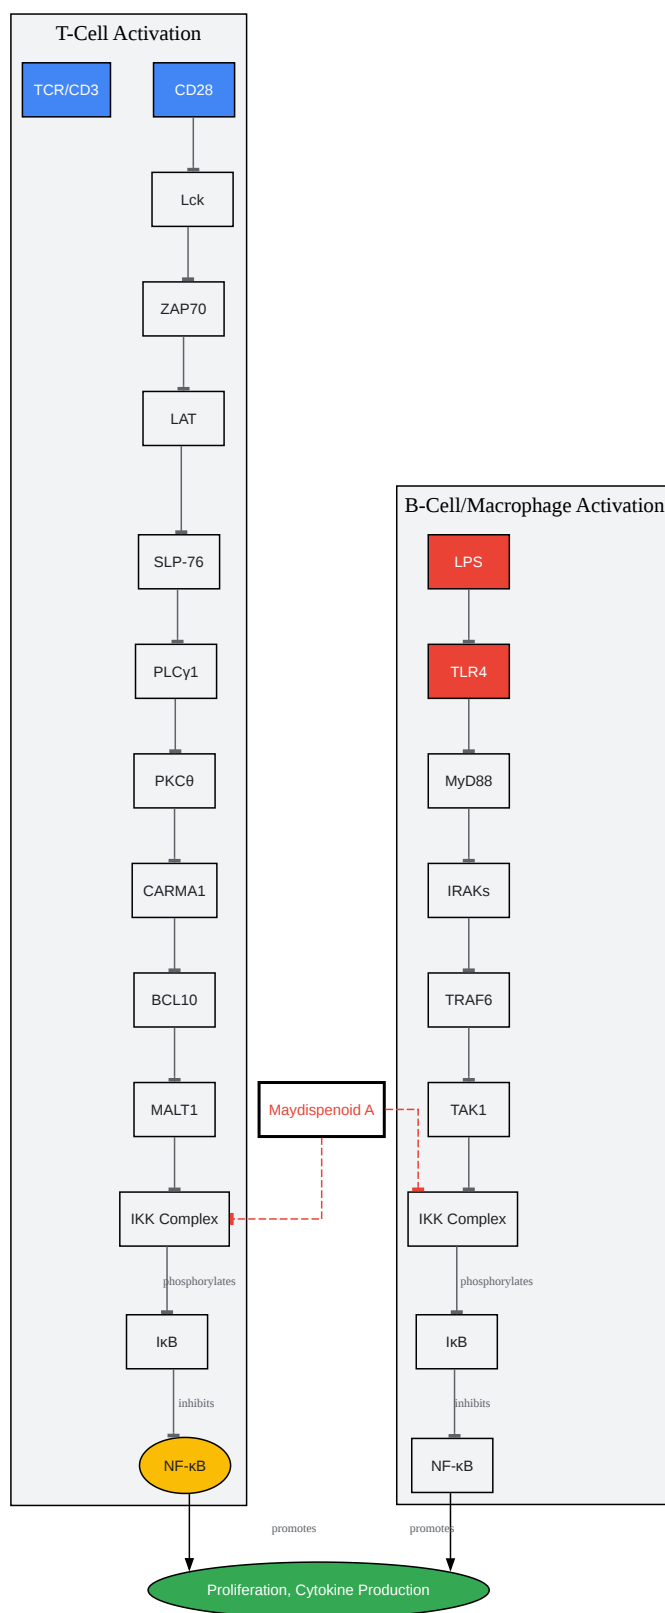 T-Cell Activation
TCR/CD3
CD28
Lck
ZAP70
LAT
SLP-76
PLCγ1
PKCθ
CARMA1
BCL10
MALT1
IKK Complex
phosphorylates
IκB
inhibits
NF-κB
promotes
Maydispenoid A
B-Cell/Macrophage Activation
LPS
TLR4
MyD88
IRAKs
TRAF6
TAK1
IKK Complex
phosphorylates
IκB
inhibits
NF-κB
promotes
Proliferation, Cytokine Production